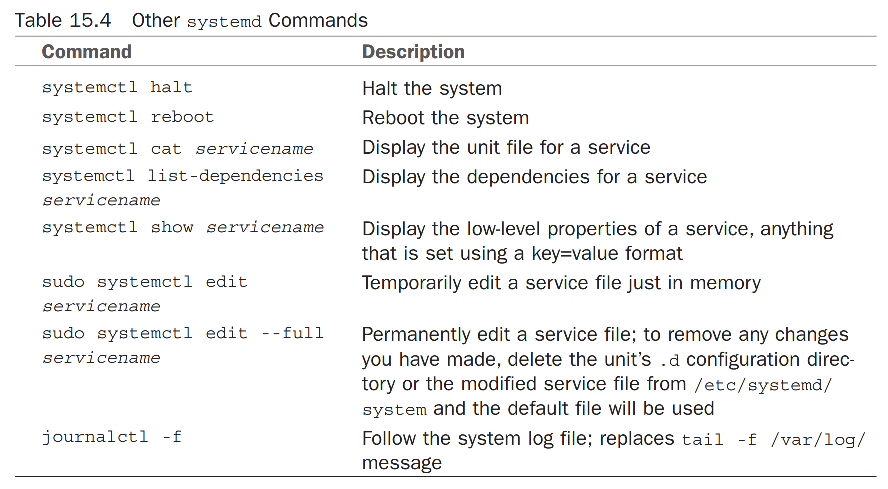 Table 15.4 Other systemd Commands
Command Description
systemctl halt Halt the system
systemctl reboot Reboot the system
systemctl cat servicename Display the unit file for a service
systemctl list-dependencies Display the dependencies for a service
servicename
systemctl show servicename Display the low-level properties of a service, anything
that is set using a key=value format
sudo systemctl edit Temporarily edit a service file just in memory
servicename
sudo systemctl edit --full Permanently edit a service file; to remove any changes
servicename you have made, delete the unit’s .d configuration direc-
tory or the modified service file from /etc/systemd/
system and the default file will be used
journalctl -f Follow the system log file; replaces tail -f /var/log/
message